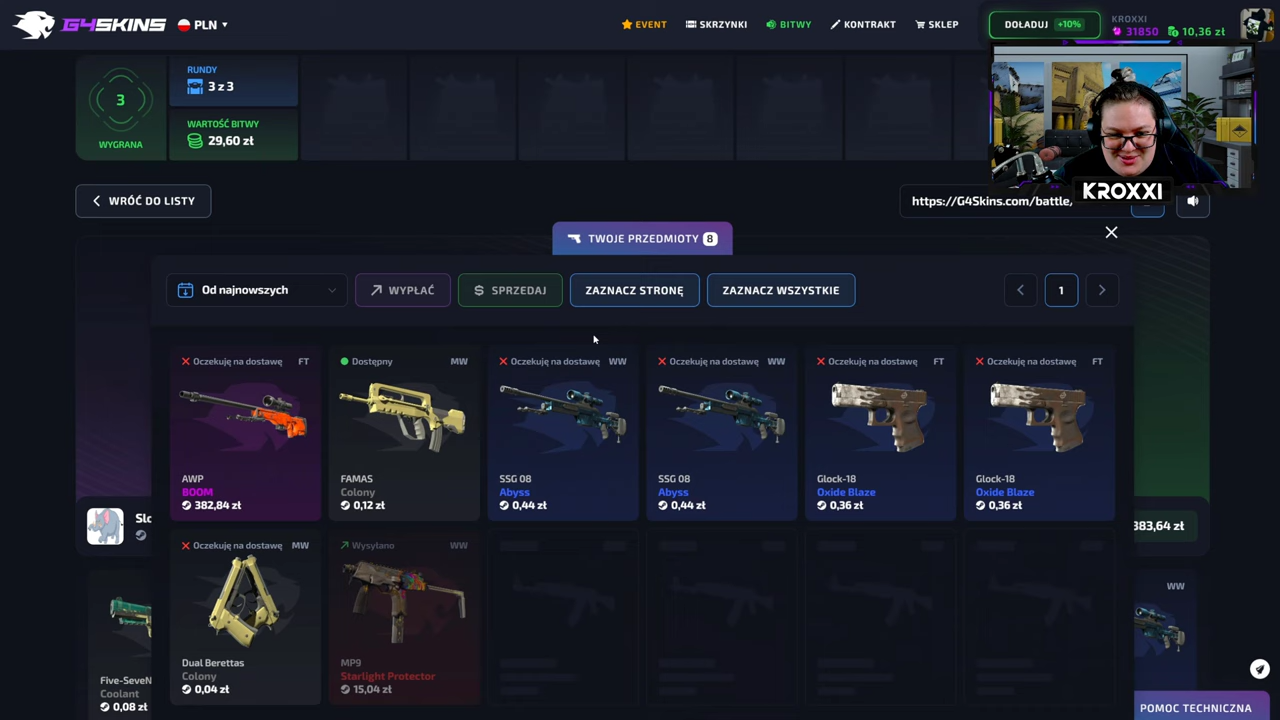 G4SKINS
PLN
EVENT
SKRZYNKI
BITWY
KONTRAKT
SKLEP
DOŁADUJ +10%
KROXXI
31850 10,36 zł
3
WYGRANA
RUNDY
3 z 3
WARTOŚĆ BITWY
29,60 zł
KROXXI
WRÓĆ DO LISTY
https://G4Skins.com/battle/
TWOJE PRZEDMIOTY 8
Od najnowszych
WYPŁAĆ
SPRZEDAJ
ZAZNACZ STRONĘ
ZAZNACZ WSZYSTKIE
1
Oczekuję na dostawę FT
AWP
BOOM
382,84 zł
Dostępny MW
FAMAS
Colony
0,12 zł
Oczekuję na dostawę WW
SSG 08
Abyss
0,44 zł
Oczekuję na dostawę WW
SSG 08
Abyss
0,44 zł
Oczekuję na dostawę FT
Glock-18
Oxide Blaze
0,36 zł
Oczekuję na dostawę FT
Glock-18
Oxide Blaze
0,36 zł
Oczekuję na dostawę MW
Dual Berettas
Colony
0,04 zł
Wysyłano WW
MP9
Starlight Protector
15,04 zł
383,64 zł
WW
Five-SeveN
Coolant
0,08 zł
POMOC TECHNICZNA